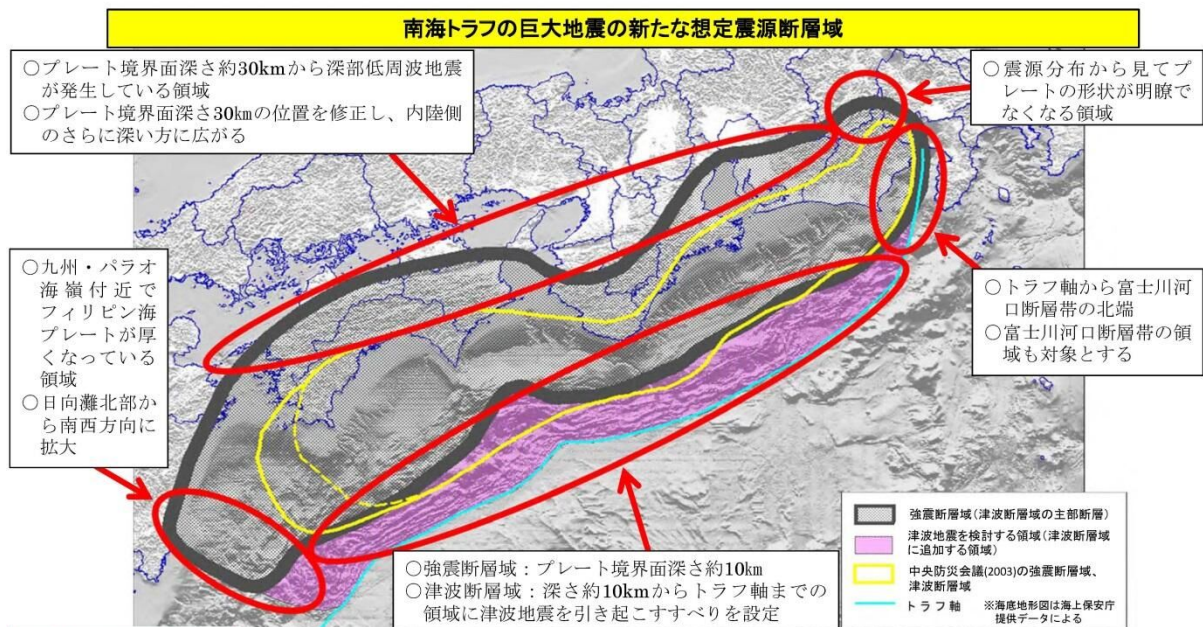 南海トラフの巨大地震の新たな想定震源断層域
○プレート境界面深さ約30kmから深部低周波地震
が発生している領域
○プレート境界面深さ30kmの位置を修正し、内陸側
のさらに深い方に広がる
○震源分布から見てプ
レートの形状が明瞭で
なくなる領域
○九州・パラオ
海嶺付近で
フィリピン海
プレートが厚
くなっている
領域
○日向灘北部か
ら南西方向に
拡大
○トラフ軸から富士川河
口断層帯の北端
○富士川河口断層帯の領
域も対象とする
○強震断層域:プレート境界面深さ約10km
○津波断層域:深さ約10kmからトラフ軸までの
領域に津波地震を引き起こすすべりを設定
強震断層域(津波断層域の主部断層)
津波地震を検討する領域(津波断層域
に追加する領域)
中央防災会議(2003)の強震断層域、
津波断層域
トラフ軸 ※海底地形図は海上保安庁
提供データによる